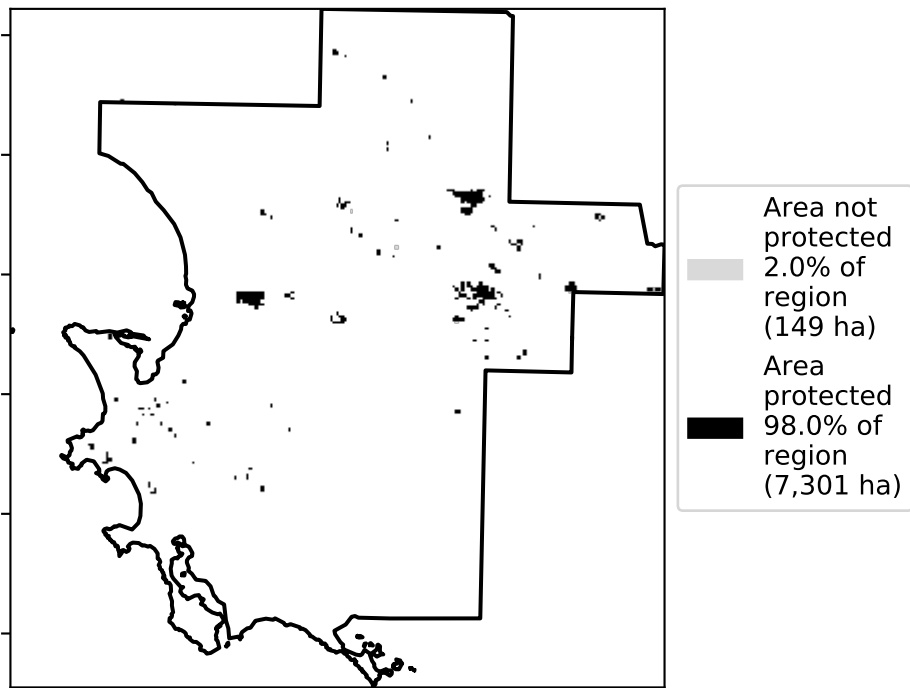 Area not
protected
2.0% of
region
(149 ha)
Area
protected
98.0% of
region
(7,301 ha)